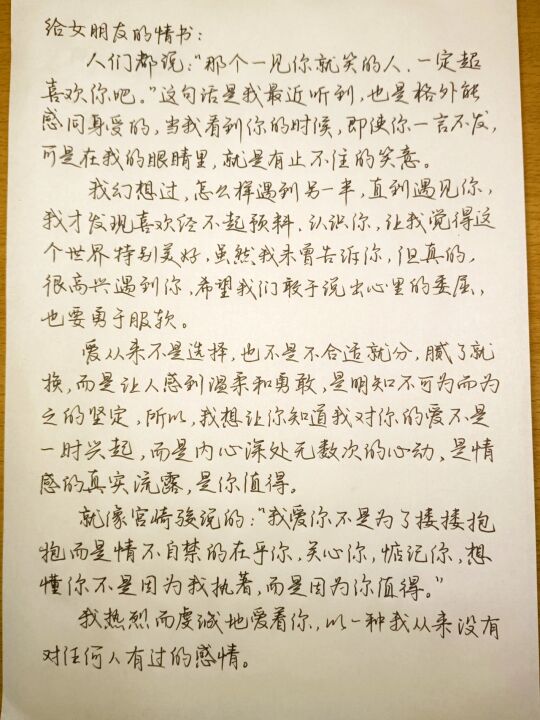 给女朋友的情书：
人们都说："那个一见你就笑的人，一定超
喜欢你吧。"这句话是我最近听到，也是格外能
感同身受的，当我看到你的时候，即使你一言不发，
可是在我的眼睛里，就是有止不住的笑意。
我幻想过，怎么样遇到另一半，直到遇见你，
我才发现喜欢经不起预料，认识你，让我觉得这
个世界特别美好，虽然我未曾告诉你，但真的，
很高兴遇到你，希望我们敢于说出心里的委屈，
也要勇于服软。
爱从来不是选择，也不是不合适就分，腻了就
换，而是让人感到温柔和勇敢，是明知不可为而为
之的坚定，所以，我想让你知道我对你的爱不是
一时兴起，而是内心深处无数次的心动，是情
感的真实流露，是你值得。
就像宫崎骏说的："我爱你不是为了搂搂抱
抱而是情不自禁的在乎你，关心你，惦记你，想
懂你不是因为我执著，而是因为你值得。"
我热烈而虔诚地爱着你，以一种我从来没有
对任何人有过的感情。